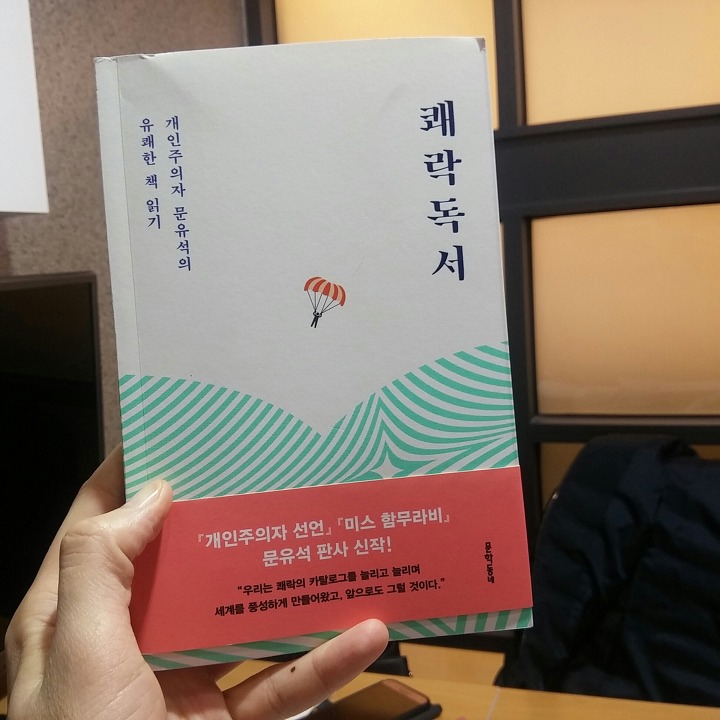 쾌락독서
개인주의자 문유석의
유쾌한 책 읽기
『개인주의자 선언』 『미스 함무라비』
문유석 판사 신작!
"우리는 쾌락의 카탈로그를 늘리고 늘리며
세계를 풍성하게 만들어왔고, 앞으로도 그럴 것이다."
문학동네